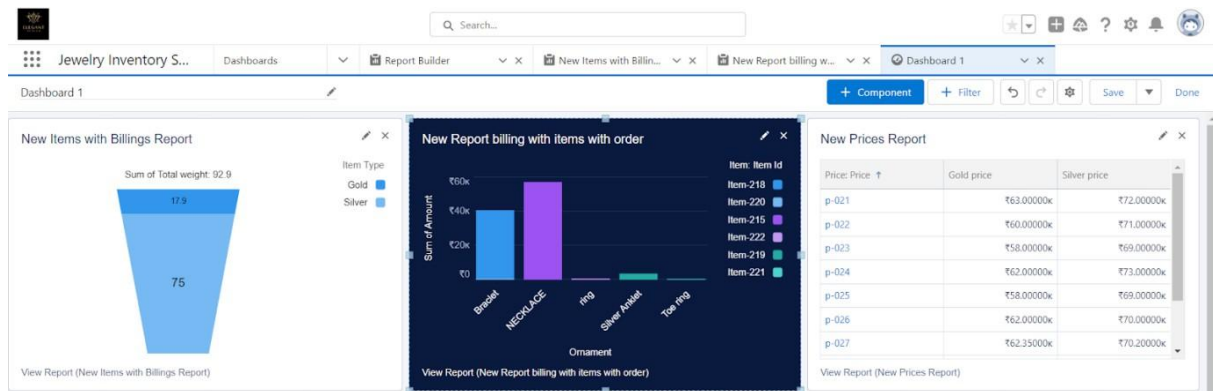 Search...
Jewelry Inventory S...
Dashboards
Report Builder
New Items with Billin...
New Report billing w...
Dashboard 1
Dashboard 1
+ Component
+ Filter
Save
Done
New Items with Billings Report
Sum of Total weight: 92.9
17.9
75
Item Type
Gold
Silver
View Report (New Items with Billings Report)
New Report billing with items with order
Sum of Amount
₹60k
₹40k
₹20k
₹0
Braclet
NECKLACE
ring
Silver Anklet
Toe ring
Ornament
Item: Item Id
Item-218
Item-220
Item-215
Item-222
Item-219
Item-221
View Report (New Report billing with items with order)
New Prices Report
Price: Price ↑ Gold price Silver price
p-021 ₹63.00000K ₹72.00000K
p-022 ₹60.00000K ₹71.00000K
p-023 ₹58.00000K ₹69.00000K
p-024 ₹62.00000K ₹73.00000K
p-025 ₹58.00000K ₹69.00000K
p-026 ₹62.00000K ₹70.00000K
p-027 ₹62.35000K ₹70.20000K
View Report (New Prices Report)